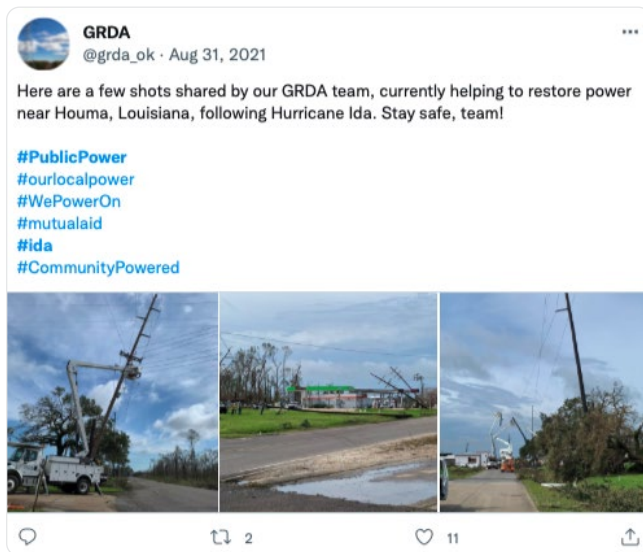 GRDA
@grda_ok · Aug 31, 2021
Here are a few shots shared by our GRDA team, currently helping to restore power
near Houma, Louisiana, following Hurricane Ida. Stay safe, team!
#PublicPower
#ourlocalpower
#WePowerOn
#mutualaid
#ida
#CommunityPowered
2
11